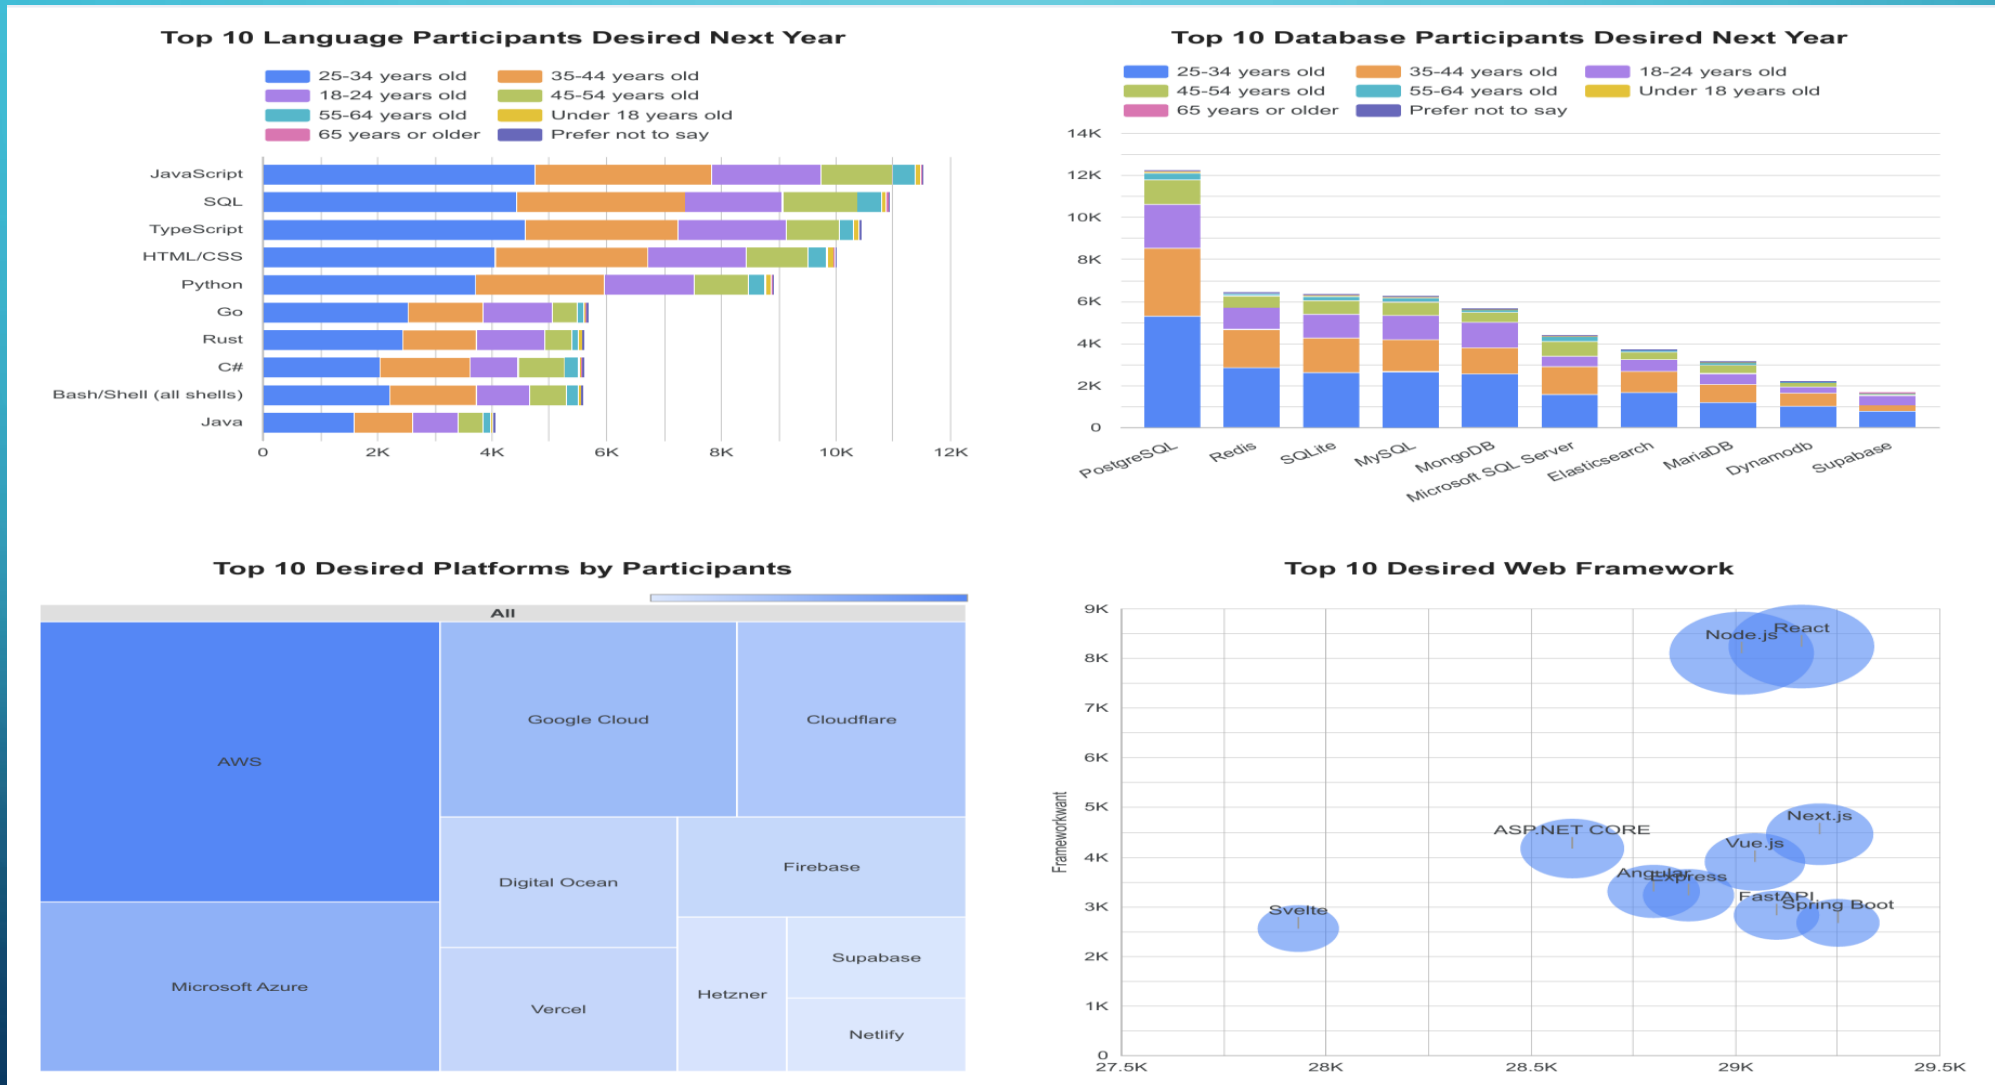 Top 10 Language Participants Desired Next Year
25-34 years old 35-44 years old
18-24 years old 45-54 years old
55-64 years old Under 18 years old
65 years or older Prefer not to say
JavaScript
SQL
TypeScript
HTML/CSS
Python
Go
Rust
C#
Bash/Shell (all shells)
Java
0 2K 4K 6K 8K 10K 12K
Top 10 Database Participants Desired Next Year
25-34 years old 35-44 years old 18-24 years old
45-54 years old 55-64 years old Under 18 years old
65 years or older Prefer not to say
14K
12K
10K
8K
6K
4K
2K
0
PostgreSQL Redis SQLite MySQL MongoDB Microsoft SQL Server Elasticsearch MariaDB Dynamodb Supabase
Top 10 Desired Platforms by Participants
All
AWS
Microsoft Azure
Google Cloud
Cloudflare
Digital Ocean
Firebase
Vercel
Hetzner
Supabase
Netlify
Top 10 Desired Web Framework
Frameworkwant
9K
8K
7K
6K
5K
4K
3K
2K
1K
0
Node.js
React
Next.js
ASP.NET CORE
Vue.js
Angular
Express
FastAPI
Spring Boot
Svelte
27.5K 28K 28.5K 29K 29.5K